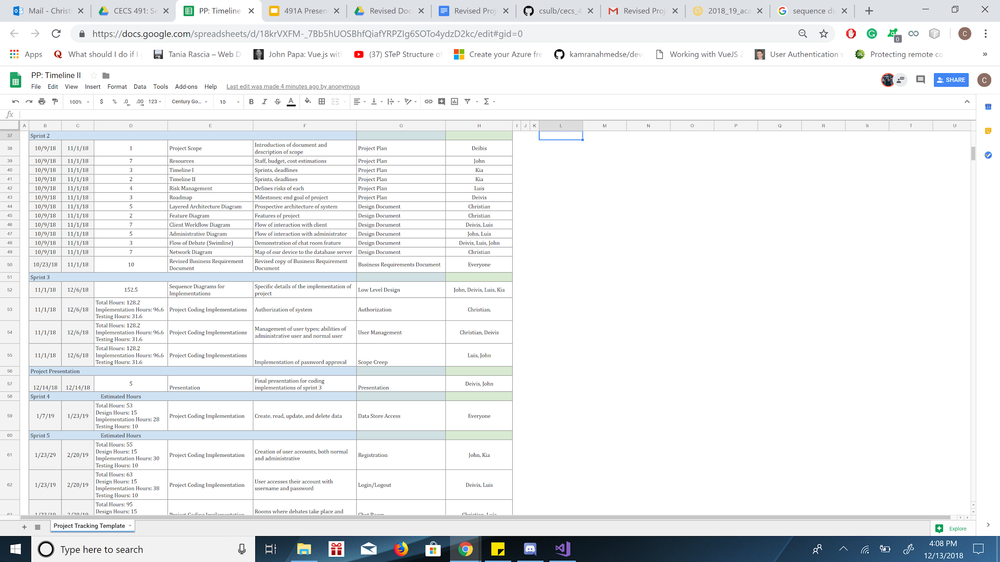 Mail - Christi
CECS 491: Se
PP: Timeline
491A Presen
Revised Doc
Revised Proj
csulb/cecs_4
Revised Proj
2018_19_aca
sequence dia
https://docs.google.com/spreadsheets/d/18krVXFM-_7Bb5hUOSBhfQiafYRPZIg6SOTo4ydzD2kc/edit#gid=0
0
C
Apps
What should I do if I
Tania Rascia – Web D
John Papa: Vue.js with
(37) STeP Structure of
Create your Azure fre
kamranahmedse/deve
Working with VueJS 2
User Authentication
Protecting remote co
»
PP: Timeline II
File Edit View Insert Format Data Tools Add-ons Help Last edit was made 4 minutes ago by anonymous
SHARE
C
100% $ % .0 .00 123 Century Go... 10 B I S A
31
fx
A B C D E F G H I J K L M N O P Q R S T U
37 Sprint 2
38 10/9/18 11/1/18 1 Project Scope Introduction of document and description of scope Project Plan Deibis
39 10/9/18 11/1/18 7 Resources Staff, budget, cost estimations Project Plan John
40 10/9/18 11/1/18 3 Timeline I Sprints, deadlines Project Plan Kia
41 10/9/18 11/1/18 2 Timeline II Sprints, deadlines Project Plan Kia
42 10/9/18 11/1/18 4 Risk Management Defines risks of each Project Plan Luis
43 10/9/18 11/1/18 3 Roadmap Milestones; end goal of project Project Plan Deivis
44 10/9/18 11/1/18 5 Layered Architecture Diagram Prospective architecture of system Design Document Christian
45 10/9/18 11/1/18 2 Feature Diagram Features of project Design Document Christian
46 10/9/18 11/1/18 7 Client Workflow Diagram Flow of interaction with client Design Document Deivis, Luis
47 10/9/18 11/1/18 5 Administrative Diagram Flow of interaction with administrator Design Document John, Luis
48 10/9/18 11/1/18 3 Flow of Debate (Swimline) Demonstration of chat room feature Design Document Deivis, Luis, John
49 10/9/18 11/1/18 7 Network Diagram Map of our device to the database server Design Document Christian
50 10/23/18 11/1/18 10 Revised Business Requirement Document Revised copy of Business Requirement Document Business Requirements Document Everyone
51 Sprint 3
52 11/1/18 12/6/18 152.5 Sequence Diagrams for Implementations Specific details of the implementation of project Low Level Design John, Deivis, Luis, Kia
53 11/1/18 12/6/18 Total Hours: 128.2 Implementation Hours: 96.6 Testing Hours: 31.6 Project Coding Implementations Authorization of system Authorization Christian,
54 11/1/18 12/6/18 Total Hours: 128.2 Implementation Hours: 96.6 Testing Hours: 31.6 Project Coding Implementations Management of user types; abilities of administrative user and normal user User Management Christian, Deivis
55 11/1/18 12/6/18 Total Hours: 128.2 Implementation Hours: 96.6 Testing Hours: 31.6 Project Coding Implementations Implementation of password approval Scope Creep Luis, John
56 Project Presentation
57 12/14/18 12/14/18 5 Presentation Final presentation for coding implementations of sprint 3 Presentation Deivis, John
58 Sprint 4 Estimated Hours
59 1/7/19 1/23/19 Total Hours: 53 Design Hours: 15 Implementation Hours: 28 Testing Hours: 10 Project Coding Implementation Create, read, update, and delete data Data Store Access Everyone
60 Sprint 5 Estimated Hours
61 1/23/29 2/20/19 Total Hours: 55 Design Hours: 15 Implementation Hours: 30 Testing Hours: 10 Project Coding Implementation Creation of user accounts, both normal and administrative Registration John, Kia
62 1/23/19 2/20/19 Total Hours: 63 Design Hours: 15 Implementation Hours: 38 Testing Hours: 10 Project Coding Implementation User accesses their account with username and password Login/Logout Deivis, Luis
63 1/23/19 2/20/19 Total Hours: 95 Design Hours: 15 Project Coding Implementation Rooms where debates take place and Chat Room Christian, Luis
Project Tracking Template
Explore
Type here to search
4:08 PM
12/13/2018